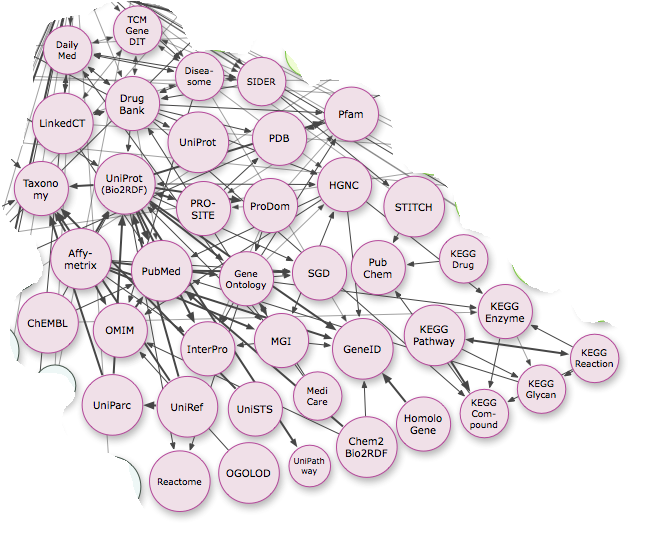 TCM
Gene
DIT
Daily
Med
Disea-
some
SIDER
Drug
Bank
LinkedCT
Pfam
UniProt
PDB
Taxono
my
UniProt
(Bio2RDF)
HGNC
PRO-
SITE
ProDom
STITCH
Affy-
metrix
PubMed
Gene
Ontology
SGD
Pub
Chem
KEGG
Drug
ChEMBL
OMIM
KEGG
Enzyme
InterPro
MGI
GeneID
KEGG
Pathway
KEGG
Reaction
UniParc
UniRef
UniSTS
Medi
Care
KEGG
Glycan
Homolo
Gene
KEGG
Com-
pound
Chem2
Bio2RDF
Reactome
OGOLOD
UniPath
way